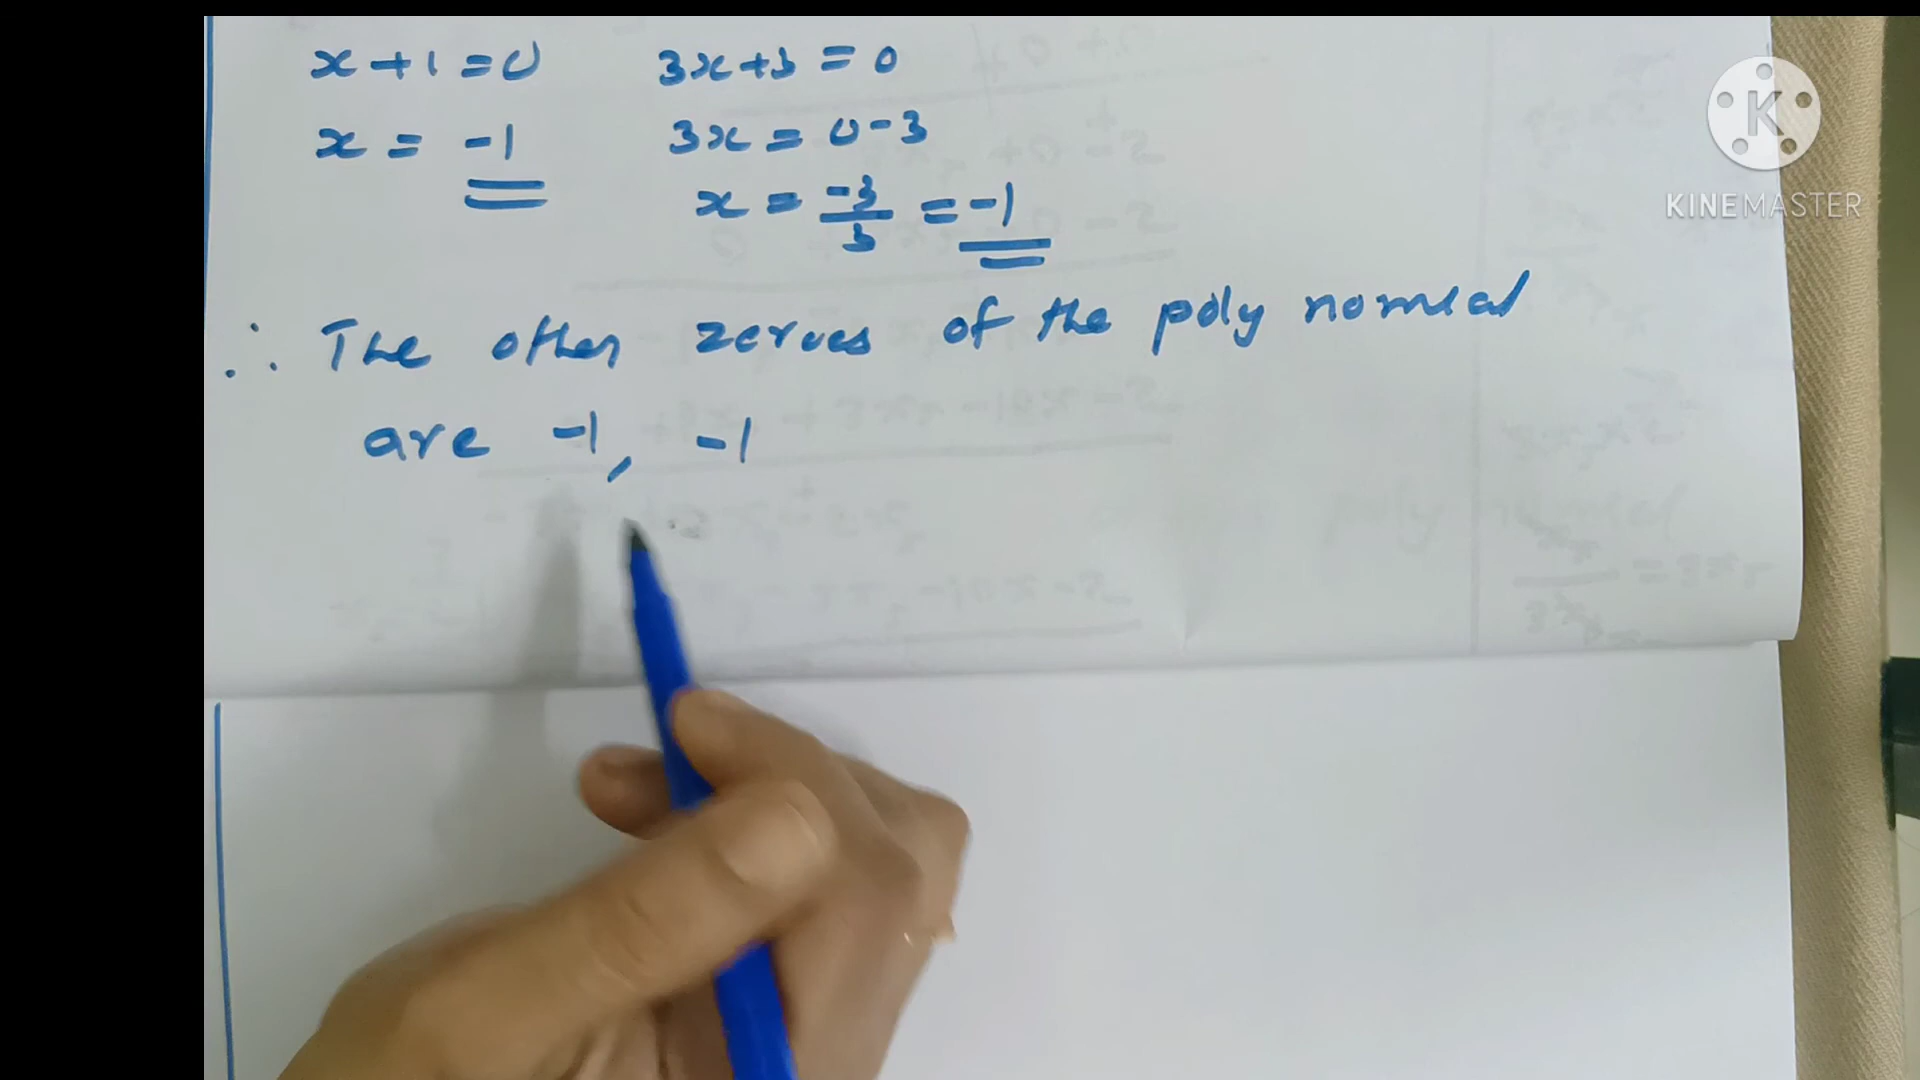 x+1=0 3x+3=0
x = -1 3x = 0-3
x = -3/3 = -1
∴ The other zeroes of the poly nomial
are -1, -1
K
KINEMASTER